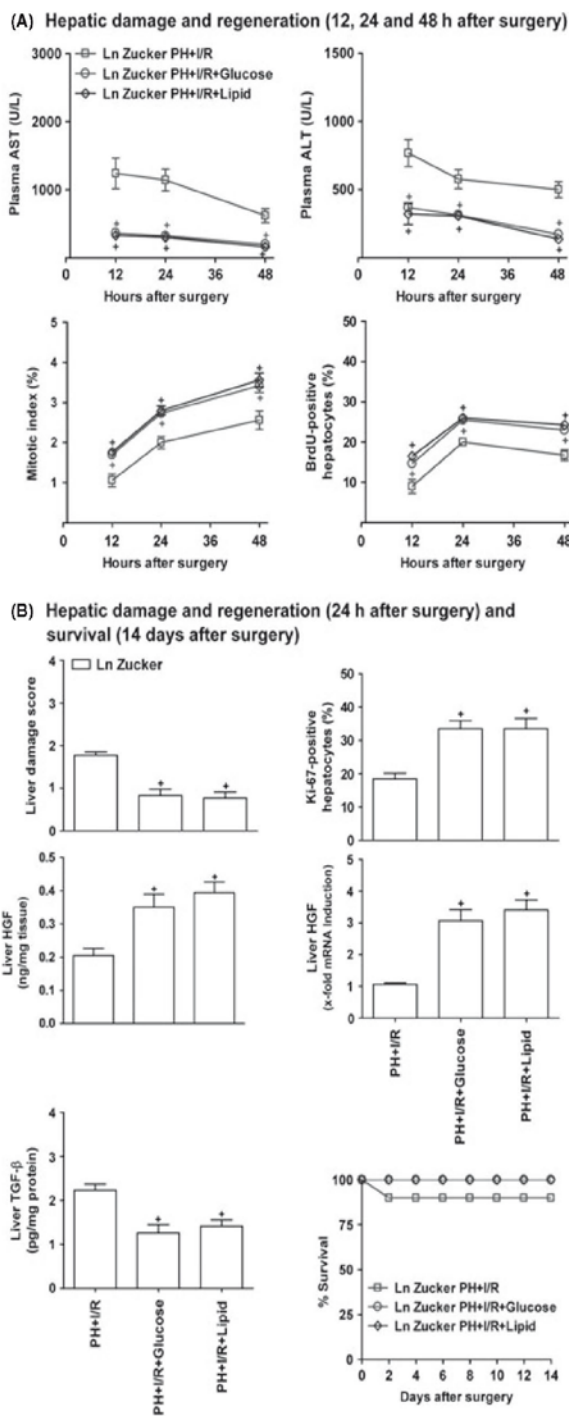 (A) Hepatic damage and regeneration (12, 24 and 48 h after surgery)
Plasma AST (U/L)
3000
2000
1000
0
12
24
36
48
Hours after surgery
Ln Zucker PH+I/R
Ln Zucker PH+I/R+Glucose
Ln Zucker PH+I/R+Lipid
Plasma ALT (U/L)
1500
1000
500
0
12
24
36
48
Hours after surgery
Mitotic index (%)
5
4
3
2
1
0
12
24
36
48
Hours after surgery
BrdU-positive
hepatocytes (%)
50
40
30
20
10
0
12
24
36
48
Hours after surgery
(B) Hepatic damage and regeneration (24 h after surgery) and
survival (14 days after surgery)
Liver damage score
4
3
2
1
0
Ln Zucker
+
+
Ki-67-positive
hepatocytes (%)
50
40
30
20
10
0
+
+
Liver HGF
(ng/mg tissue)
0.5
0.4
0.3
0.2
0.1
0.0
+
+
Liver HGF
(x-fold mRNA induction)
5
4
3
2
1
0
+
+
PH+I/R
PH+I/R+Glucose
PH+I/R+Lipid
Liver TGF-β
(pg/mg protein)
4
3
2
1
0
+
+
PH+I/R
PH+I/R+Glucose
PH+I/R+Lipid
% Survival
100
75
50
25
0
Ln Zucker PH+I/R
Ln Zucker PH+I/R+Glucose
Ln Zucker PH+I/R+Lipid
0
2
4
6
8
10
12
14
Days after surgery